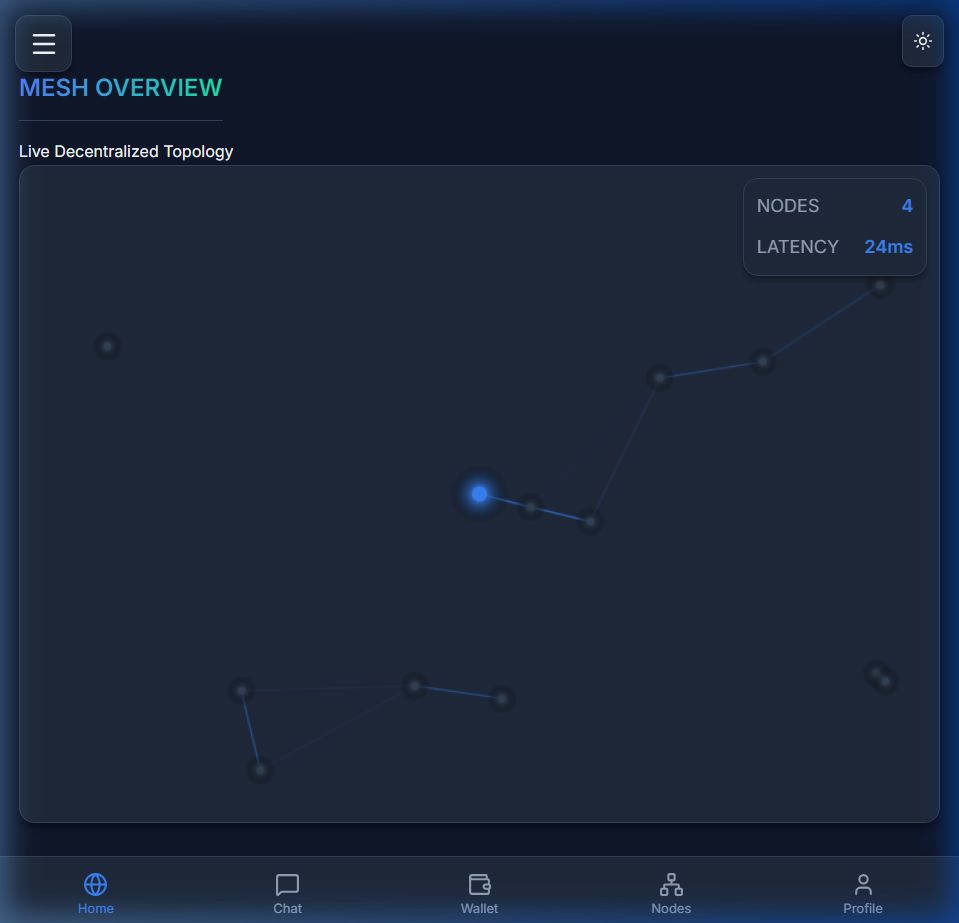 MESH OVERVIEW
Live Decentralized Topology
NODES 4
LATENCY 24ms
Home Chat Wallet Nodes Profile